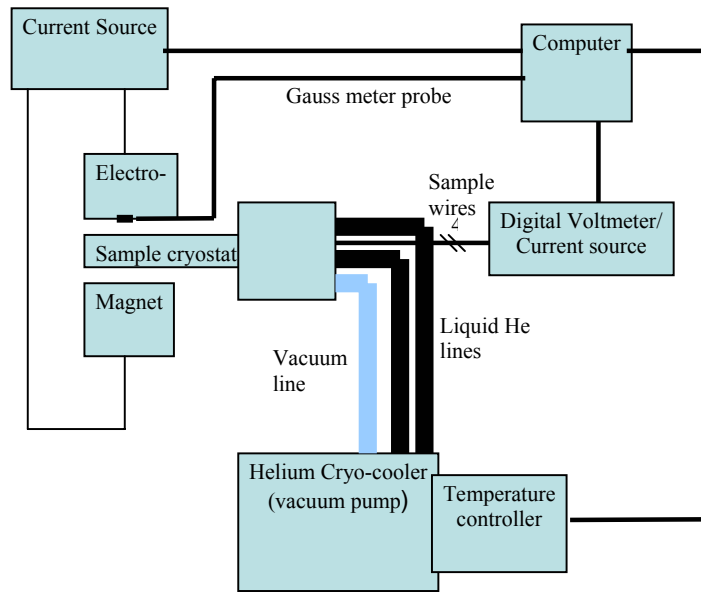 Current Source
Computer
Gauss meter probe
Electro-
Sample
wires
4
Digital Voltmeter/
Current source
Sample cryostat
Magnet
Liquid He
lines
Vacuum
line
Helium Cryo-cooler
(vacuum pump)
Temperature
controller